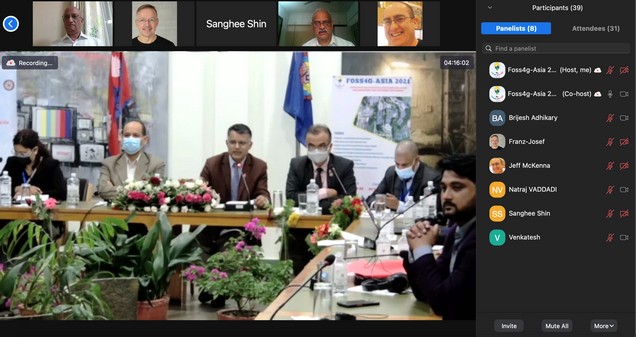 Participants (39)
Sanghee Shin
Panelists (8)
Attendees (31)
Find a panelist
Recording...
04:16:02
FOSS4G-ASIA 2021
Foss4g-Asia 2... (Host, me)
Foss4g-Asia 2... (Co-host)
BA Brijesh Adhikary
Franz-Josef
Jeff McKenna
NV Natraj VADDADI
SS Sanghee Shin
V Venkatesh
Invite
Mute All
More